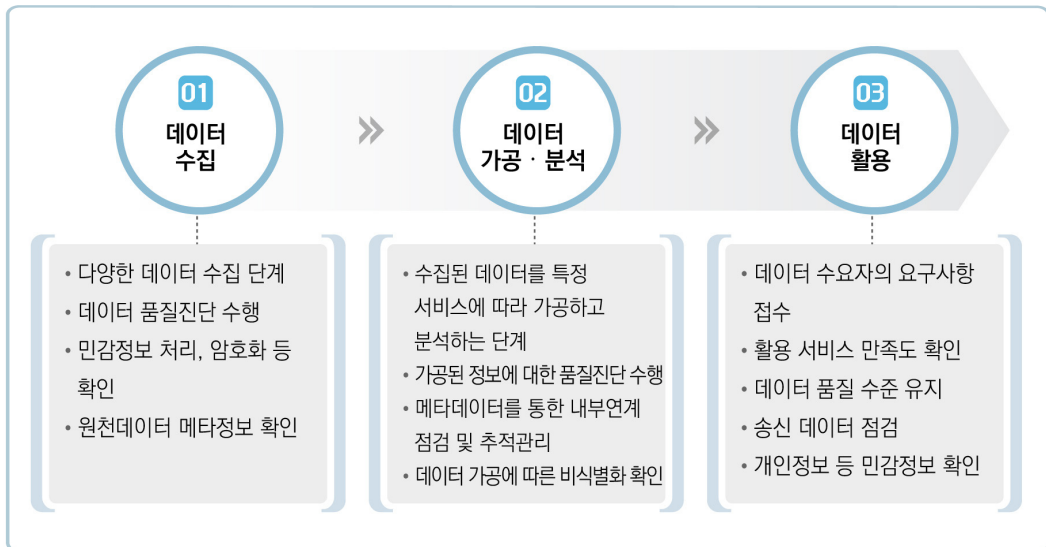 01
데이터
수집
02
데이터
가공 · 분석
03
데이터
활용
• 다양한 데이터 수집 단계
• 데이터 품질진단 수행
• 민감정보 처리, 암호화 등
확인
• 원천데이터 메타정보 확인
• 수집된 데이터를 특정
서비스에 따라 가공하고
분석하는 단계
• 가공된 정보에 대한 품질진단 수행
• 메타데이터를 통한 내부연계
점검 및 추적관리
• 데이터 가공에 따른 비식별화 확인
• 데이터 수요자의 요구사항
접수
• 활용 서비스 만족도 확인
• 데이터 품질 수준 유지
• 송신 데이터 점검
• 개인정보 등 민감정보 확인